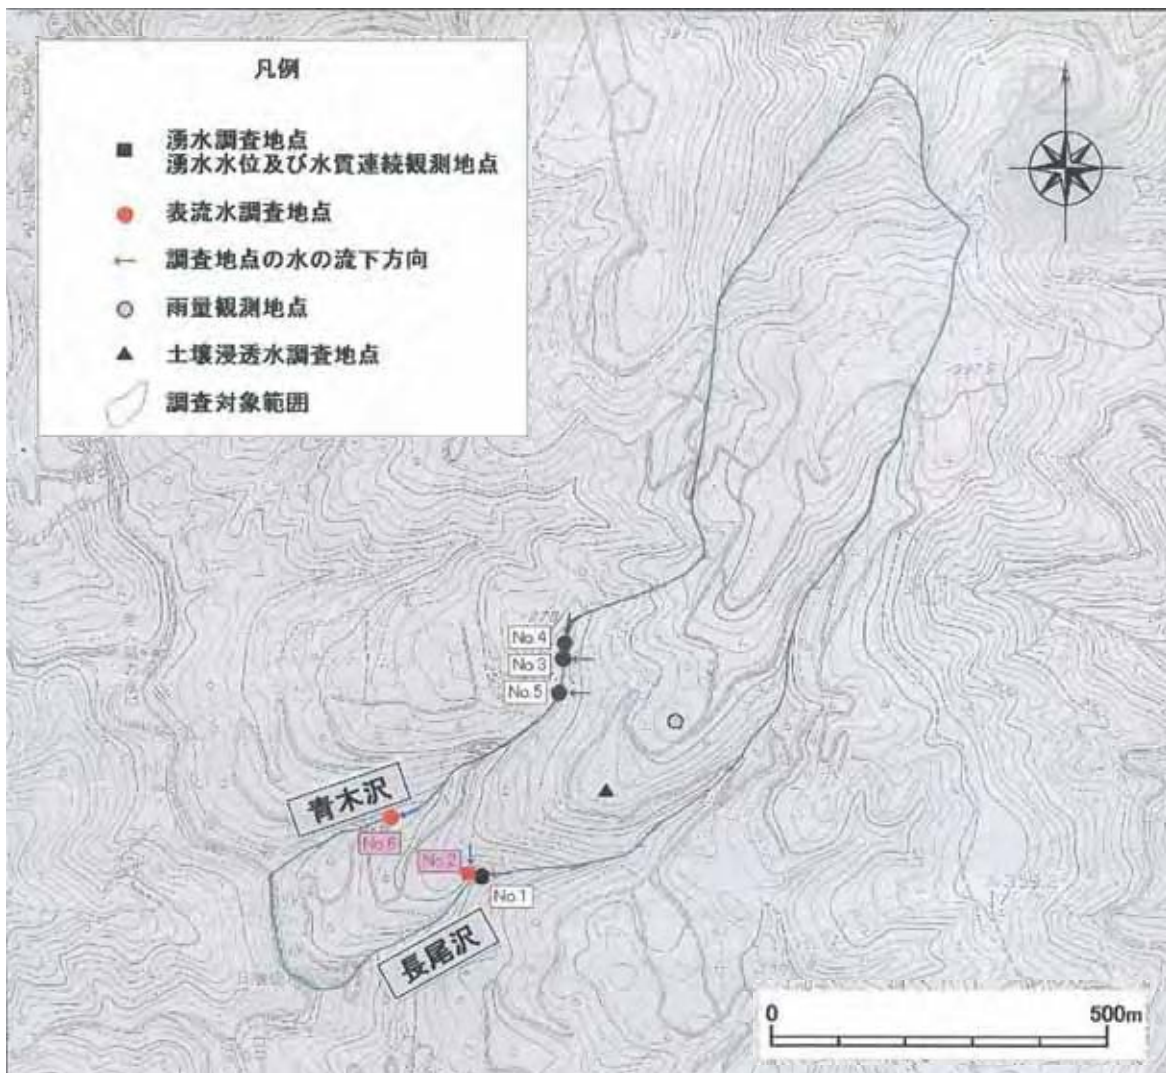 凡例
湧水調査地点
湧水水位及び水質連続観測地点
表流水調査地点
調査地点の水の流下方向
雨量観測地点
土壌浸透水調査地点
調査対象範囲
No.4
No.3
No.5
青木沢
No.6
No.2
No.1
長尾沢
0 500m